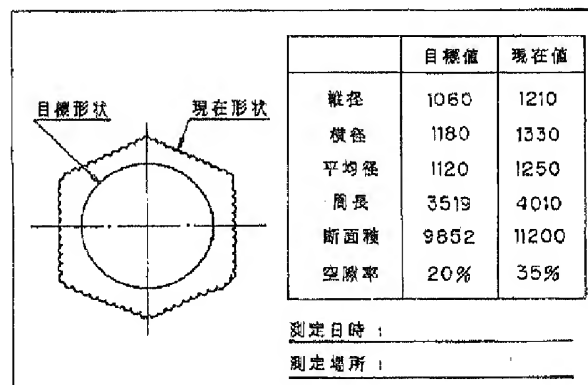 目標形状
現在形状
目標値 現在値
縦径 1060 1210
横径 1180 1330
平均径 1120 1250
周長 3519 4010
断面積 9852 11200
空隙率 20% 35%
測定日時：
測定場所：